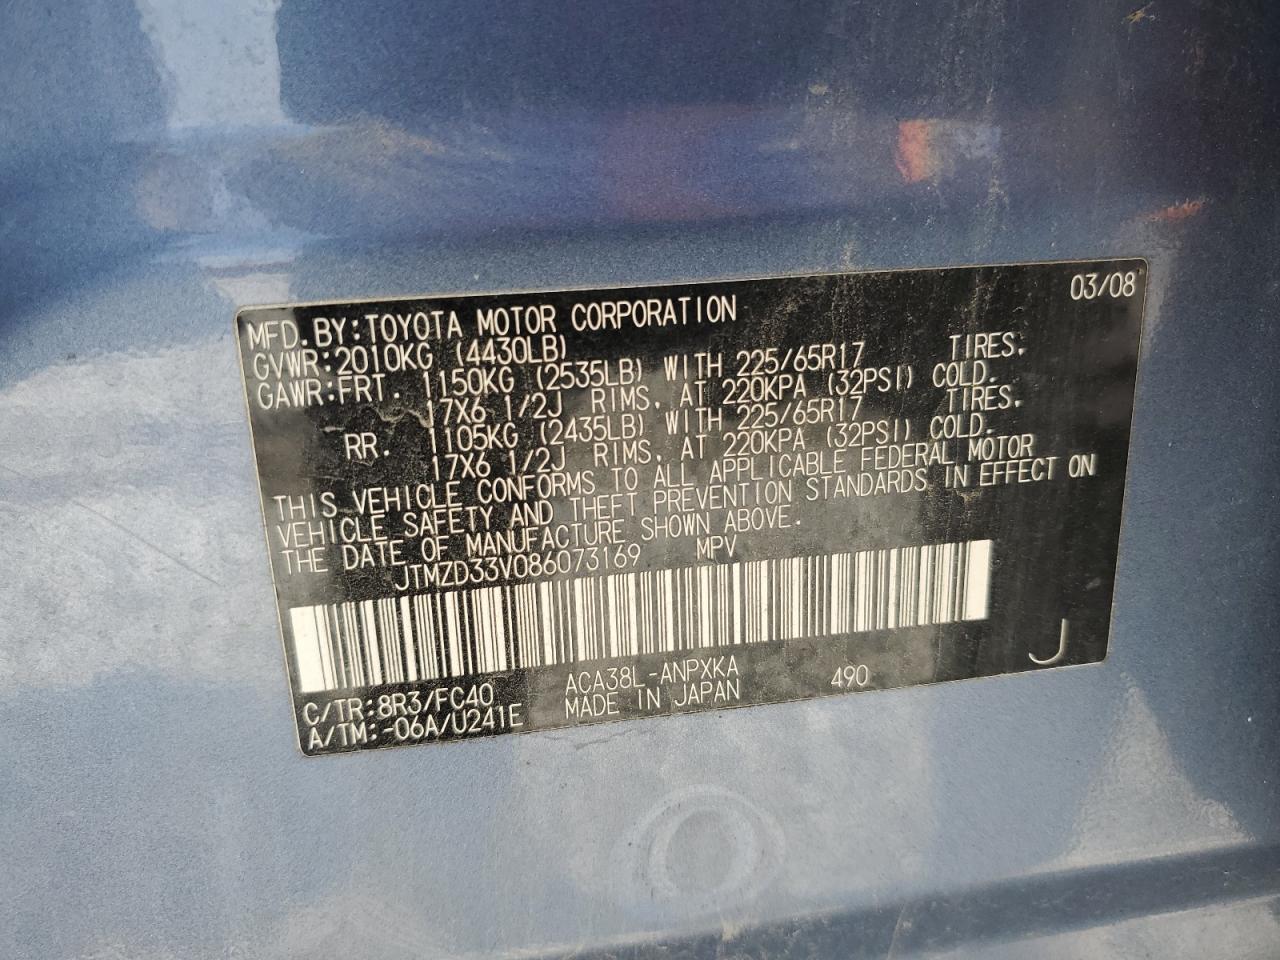 03/08
MFD.BY:TOYOTA MOTOR CORPORATION
GVWR:2010KG (4430LB)
GAWR:FRT. 1150KG (2535LB) WITH 225/65R17 TIRES,
17X6 1/2J RIMS, AT 220KPA (32PSI) COLD.
RR. 1105KG (2435LB) WITH 225/65R17 TIRES,
17X6 1/2J RIMS, AT 220KPA (32PSI) COLD.
THIS VEHICLE CONFORMS TO ALL APPLICABLE FEDERAL MOTOR
VEHICLE SAFETY AND THEFT PREVENTION STANDARDS IN EFFECT ON
THE DATE OF MANUFACTURE SHOWN ABOVE.
JTMZD33V086073169 MPV
C/TR:8R3/FC40 ACA38L-ANPXKA 490 J
A/TM:-06A/U241E MADE IN JAPAN